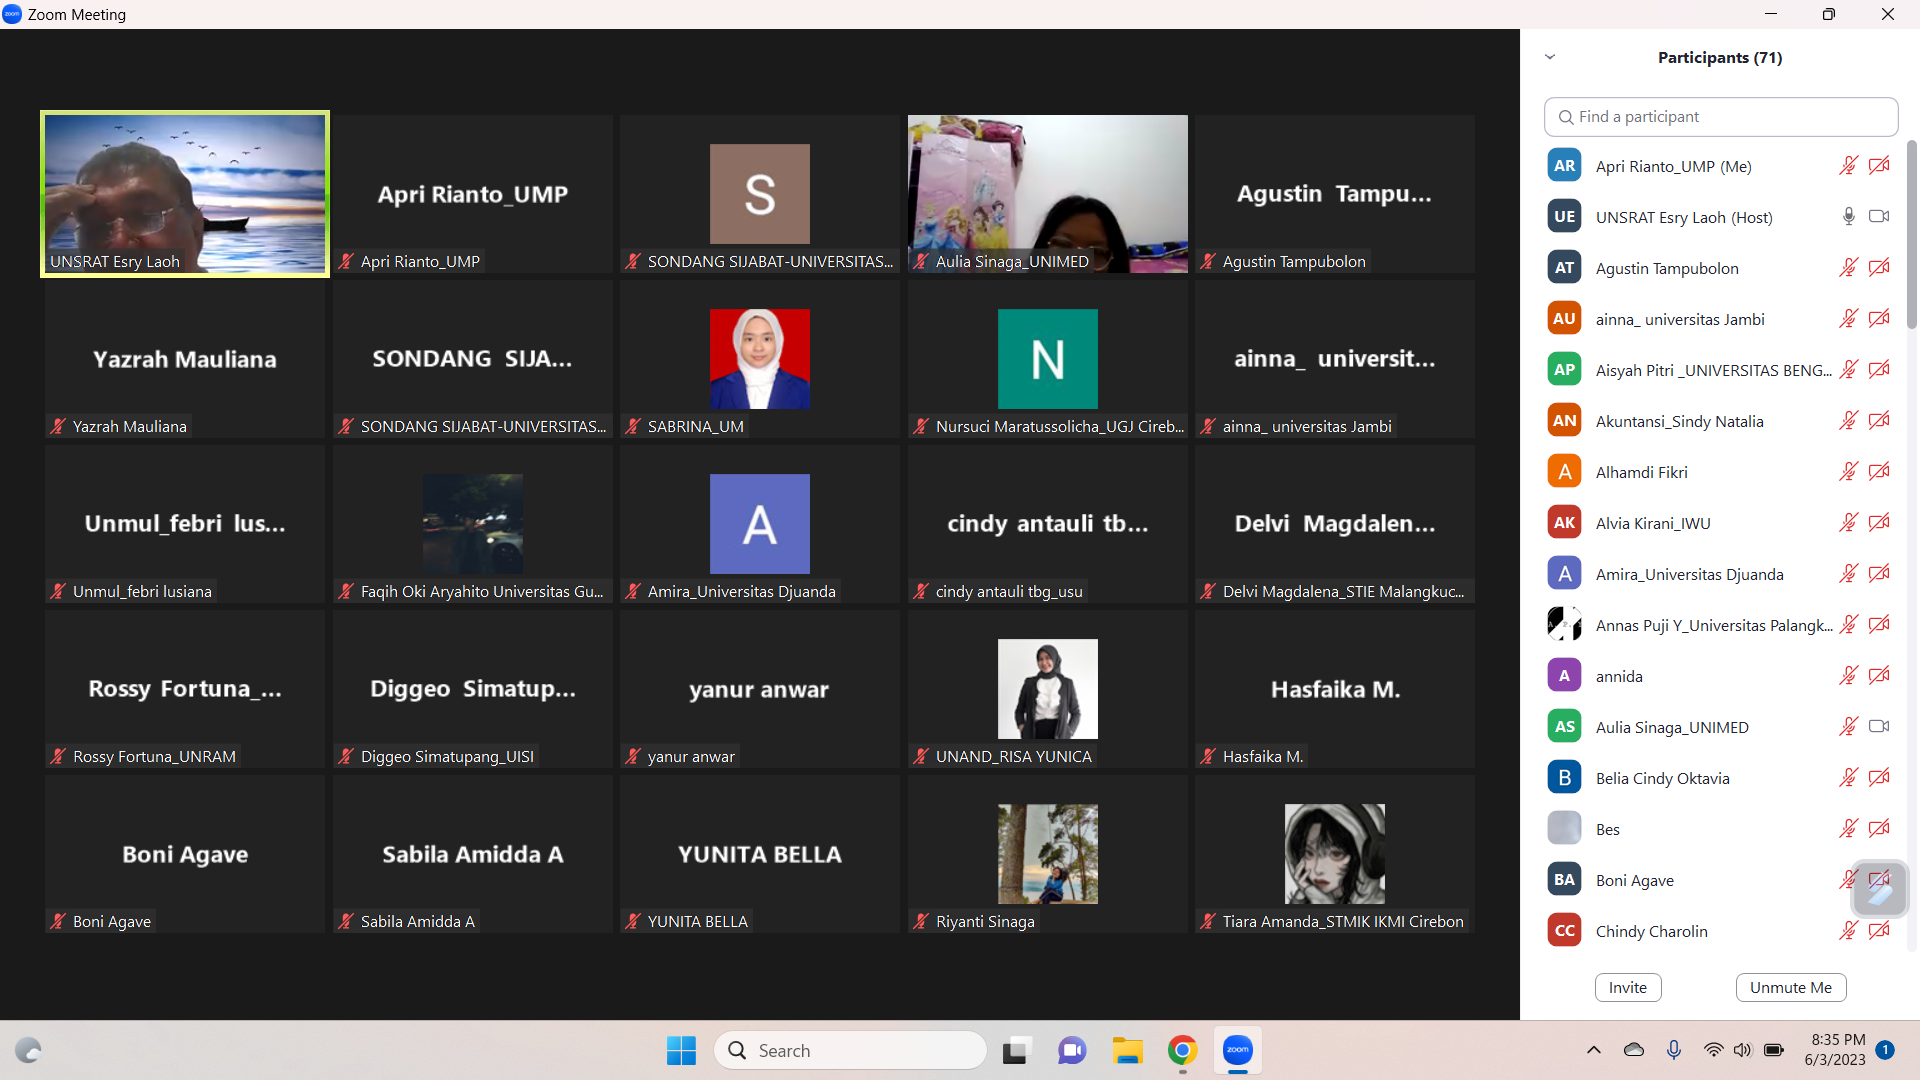 zoom Zoom Meeting
UNSRAT Esry Laoh
Apri Rianto_UMP
Apri Rianto_UMP
S
SONDANG SIJABAT-UNIVERSITAS...
Aulia Sinaga_UNIMED
Agustin Tampu...
Agustin Tampubolon
Yazrah Mauliana
Yazrah Mauliana
SONDANG SIJA...
SONDANG SIJABAT-UNIVERSITAS...
SABRINA_UM
N
Nursuci Maratussolicha_UGJ Cireb...
ainna_ universit...
ainna_ universitas Jambi
Unmul_febri lus...
Unmul_febri lusiana
Faqih Oki Aryahito Universitas Gu...
A
Amira_Universitas Djuanda
cindy antauli tb...
cindy antauli tbg_usu
Delvi Magdalen...
Delvi Magdalena_STIE Malangkuc...
Rossy Fortuna_...
Rossy Fortuna_UNRAM
Diggeo Simatup...
Diggeo Simatupang_UISI
yanur anwar
yanur anwar
UNAND_RISA YUNICA
Hasfaika M.
Hasfaika M.
Boni Agave
Boni Agave
Sabila Amidda A
Sabila Amidda A
YUNITA BELLA
YUNITA BELLA
Riyanti Sinaga
Tiara Amanda_STMIK IKMI Cirebon
Participants (71)
Find a participant
AR Apri Rianto_UMP (Me)
UE UNSRAT Esry Laoh (Host)
AT Agustin Tampubolon
AU ainna_ universitas Jambi
AP Aisyah Pitri _UNIVERSITAS BENG...
AN Akuntansi_Sindy Natalia
A Alhamdi Fikri
AK Alvia Kirani_IWU
A Amira_Universitas Djuanda
Annas Puji Y_Universitas Palangk...
A annida
AS Aulia Sinaga_UNIMED
B Belia Cindy Oktavia
Bes
BA Boni Agave
CC Chindy Charolin
Invite Unmute Me
Search
zoom
8:35 PM
6/3/2023
1